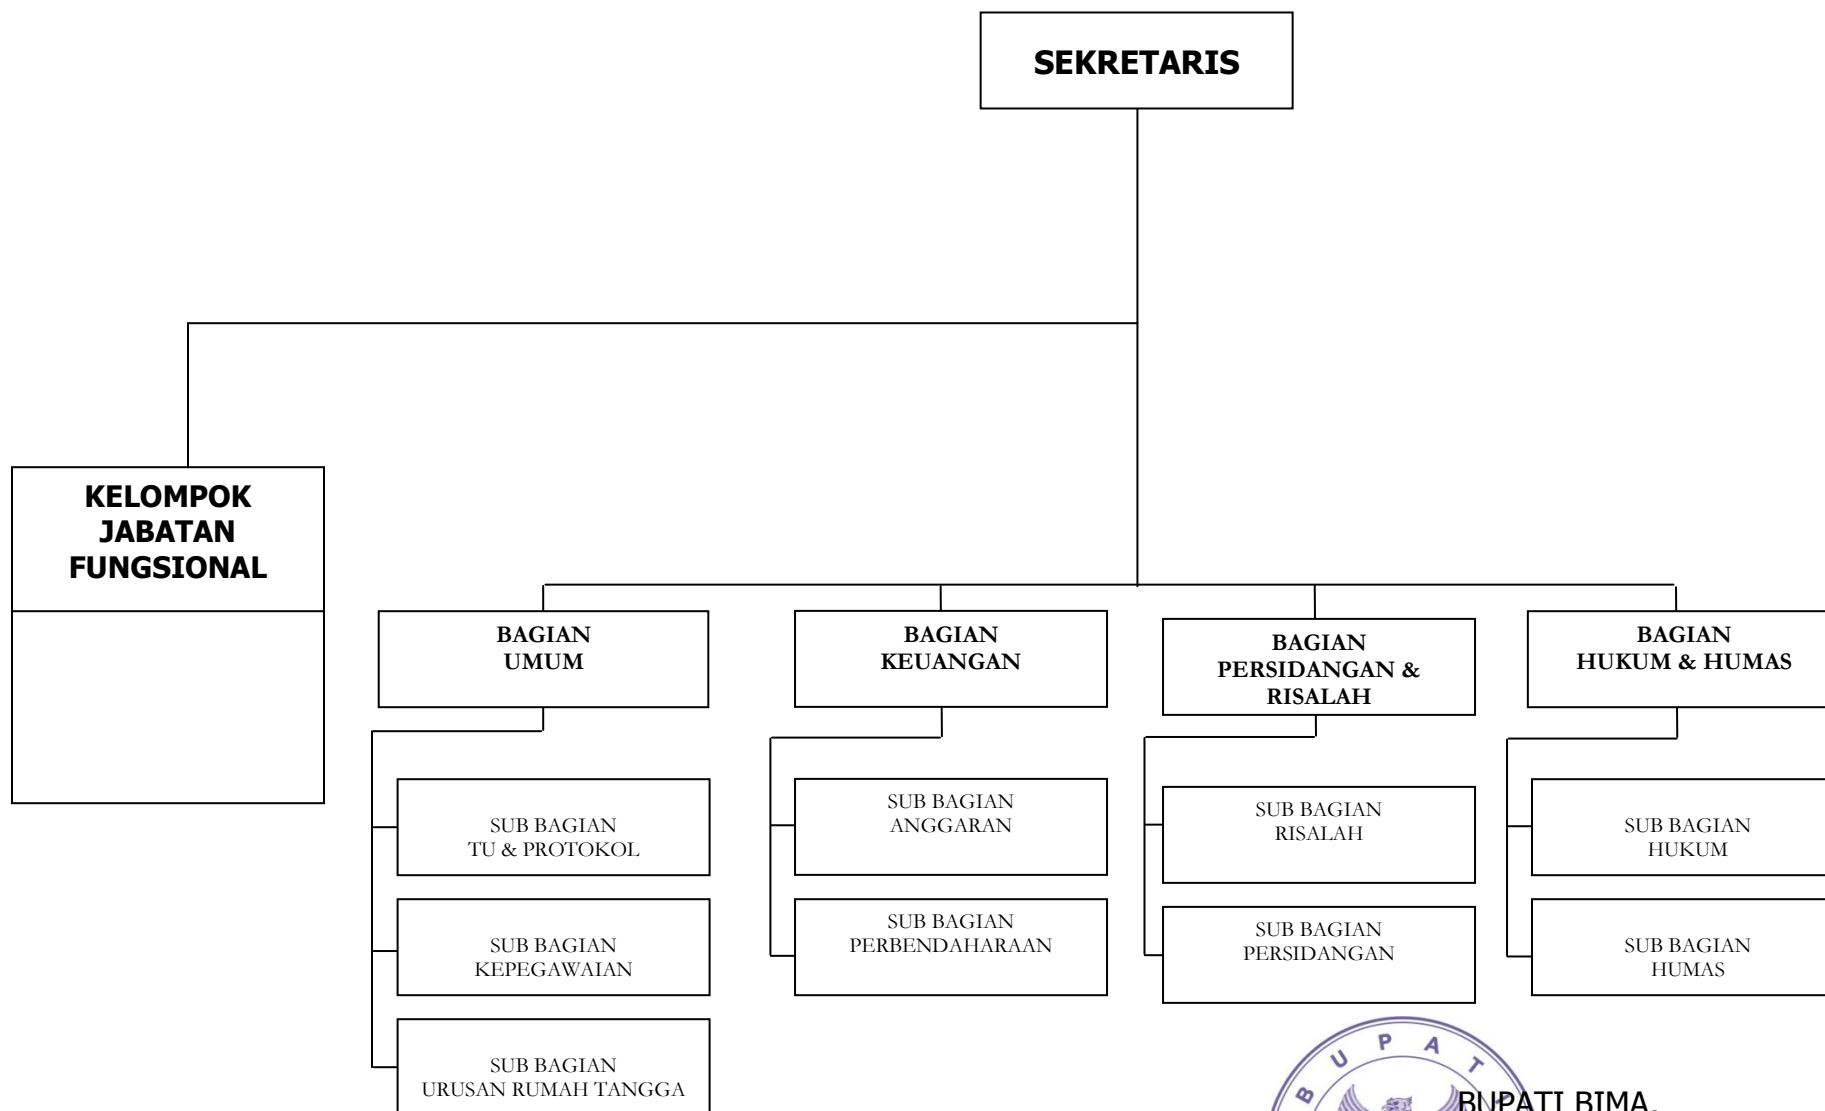 SEKRETARIS
KELOMPOK
JABATAN
FUNGSIONAL
BAGIAN
UMUM
BAGIAN
KEUANGAN
BAGIAN
PERSIDANGAN &
RISALAH
BAGIAN
HUKUM & HUMAS
SUB BAGIAN
TU & PROTOKOL
SUB BAGIAN
ANGGARAN
SUB BAGIAN
RISALAH
SUB BAGIAN
HUKUM
SUB BAGIAN
KEPEGAWAIAN
SUB BAGIAN
PERBENDAHARAAN
SUB BAGIAN
PERSIDANGAN
SUB BAGIAN
HUMAS
SUB BAGIAN
URUSAN RUMAH TANGGA
BUPATI
BUPATI BIMA,